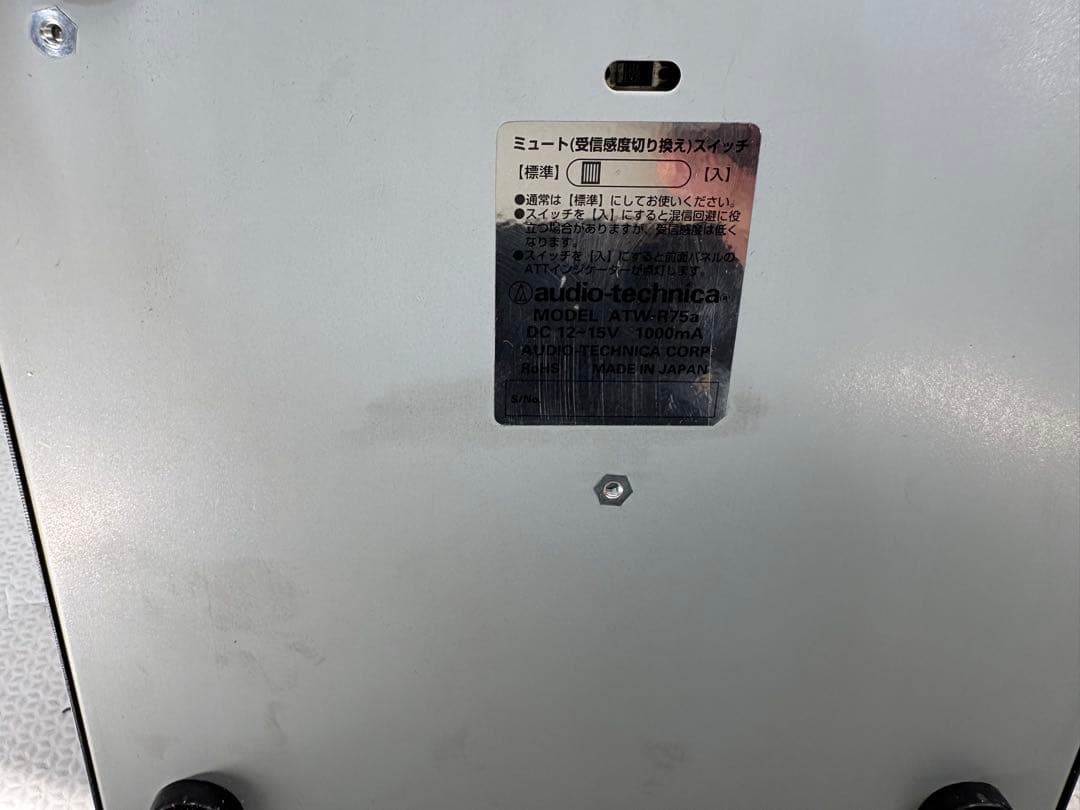 ミュート(受信感度切り換え)スイッチ
【標準】 【入】
●通常は【標準】にしてお使いください。
●スイッチを【入】にすると混信回避に役
立つ場合がありますが、受信感度は低く
なります。
●スイッチを【入】にすると前面パネルの
ATTインジケーターが点灯します。
audio-technica®
MODEL ATW-R75a
DC 12~15V 1000mA
AUDIO-TECHNICA CORP.
RoHS MADE IN JAPAN
S/No.